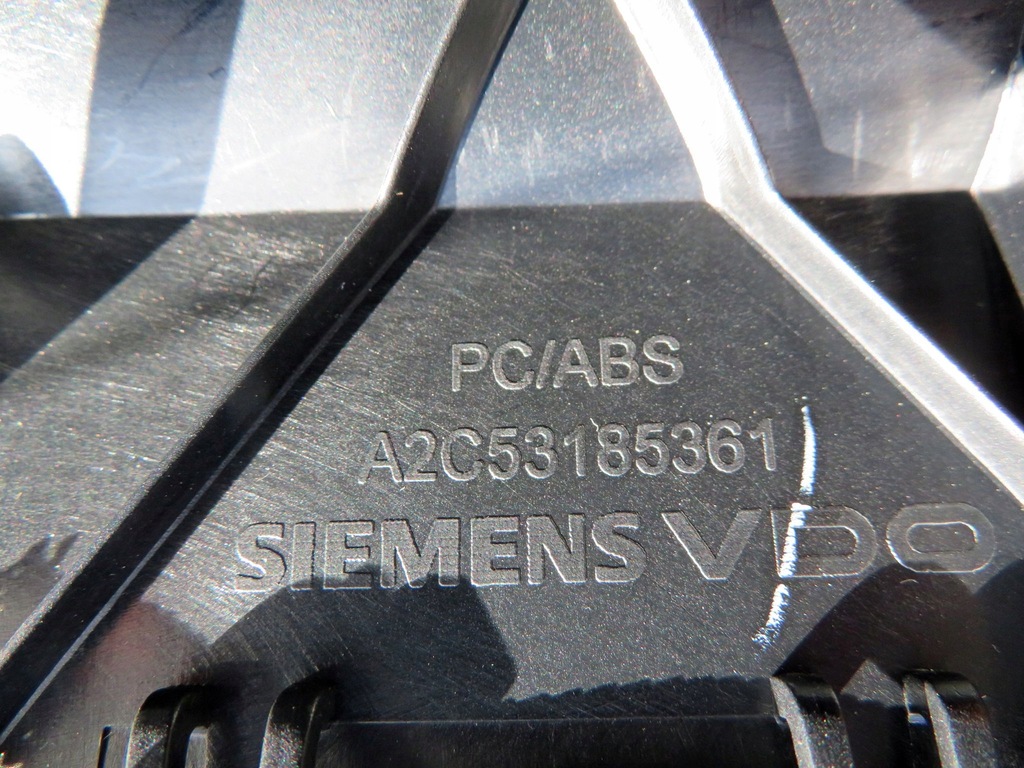 PC/ABS
A2C53185361
SIEMENS VDO